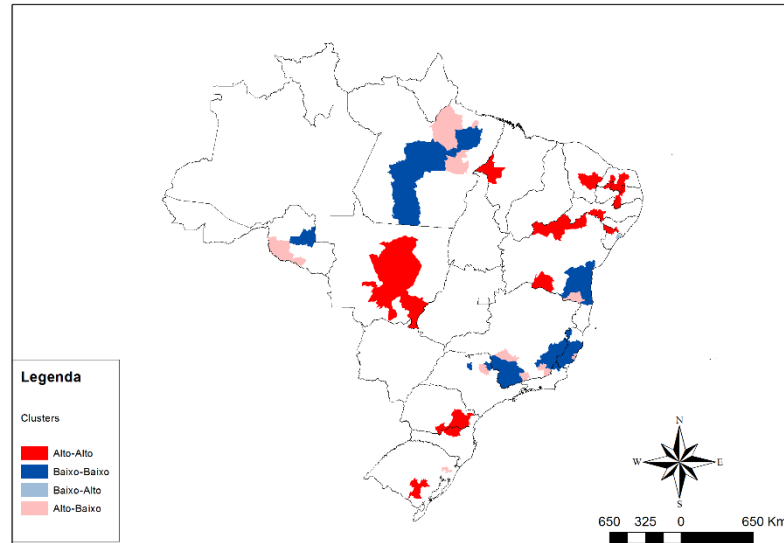 Legenda
Clusters
Alto-Alto
Baixo-Baixo
Baixo-Alto
Alto-Baixo
N
W E
S
650 325 0 650 Km